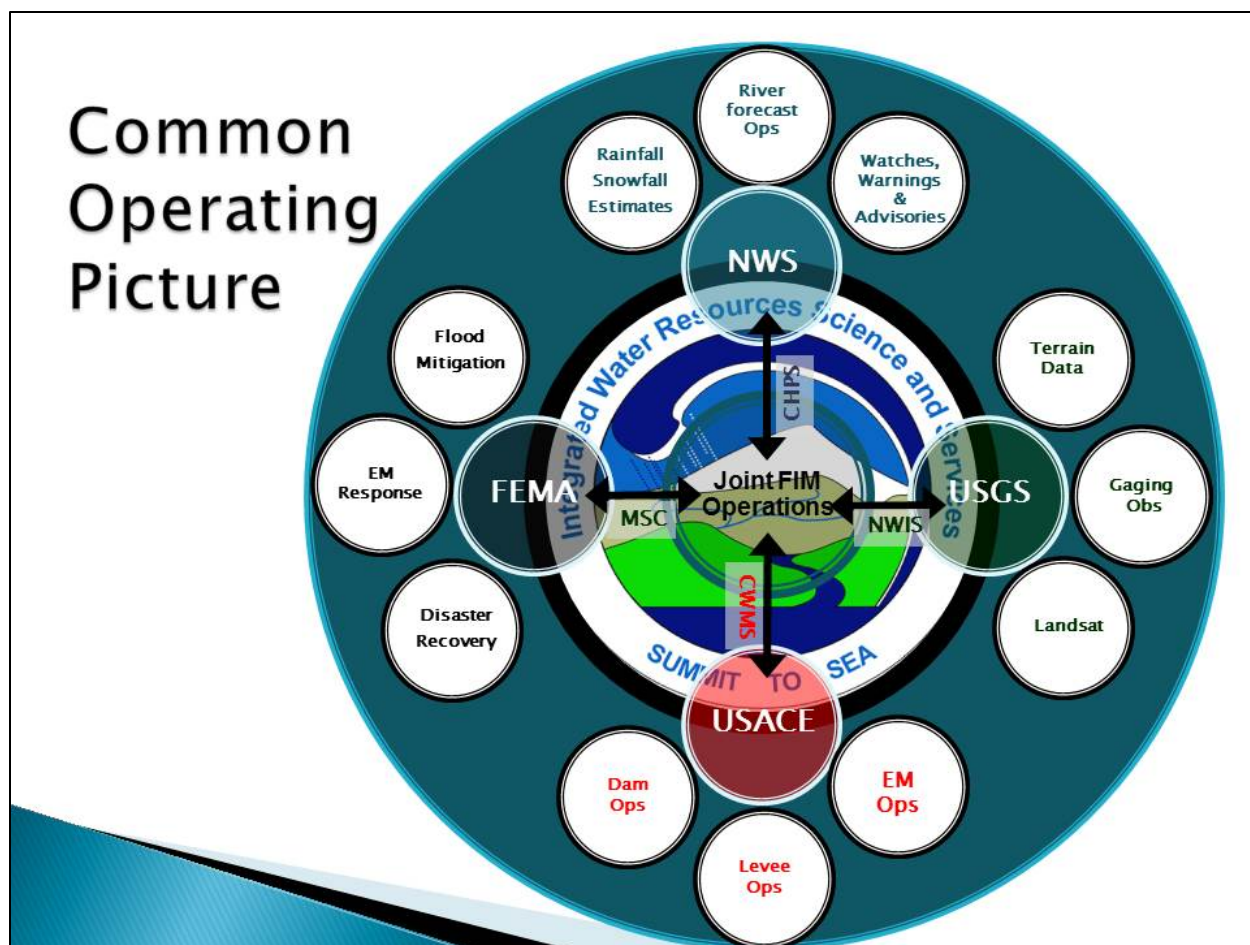 Common
Operating
Picture
River
forecast
Ops
Rainfall
Snowfall
Estimates
Watches,
Warnings
&
Advisories
NWS
Integrated Water Resources Science and Services
CHPS
Flood
Mitigation
EM
Response
Disaster
Recovery
FEMA
MSC
Joint FIM
Operations
NWIS
USGS
Terrain
Data
Gaging
Obs
Landsat
CWMS
SUMMIT TO SEA
USACE
Dam
Ops
Levee
Ops
EM
Ops